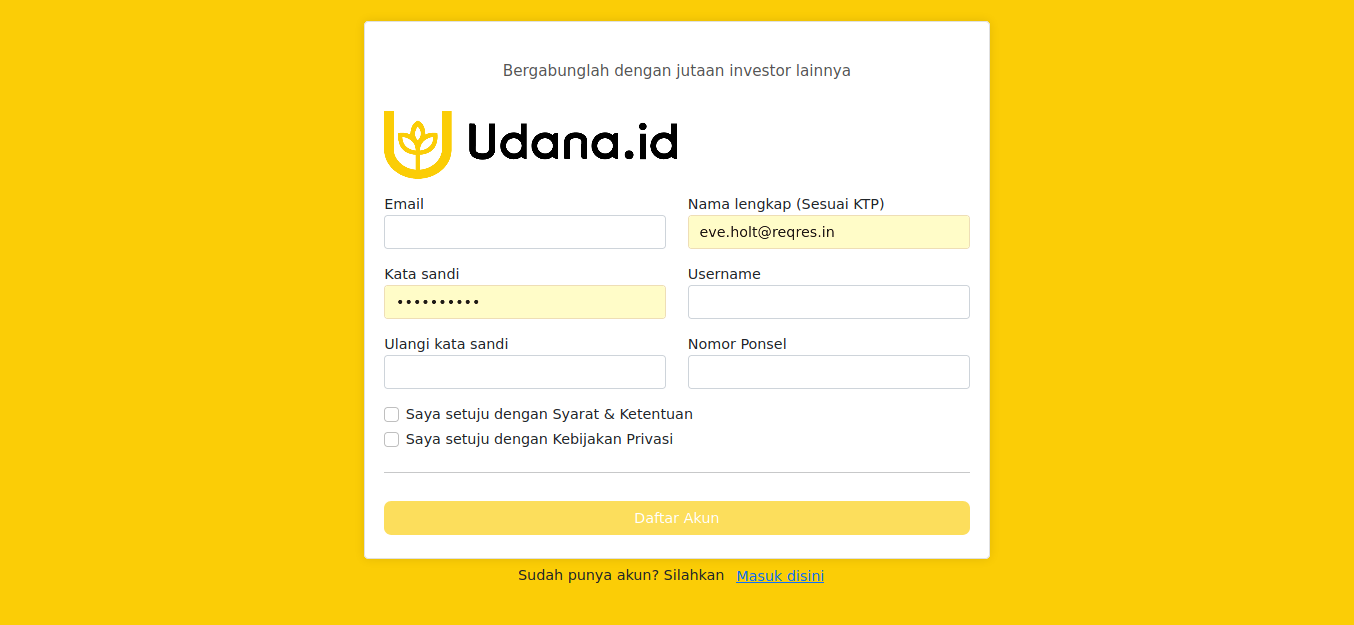 Bergabunglah dengan jutaan investor lainnya
Udana.id
Email
Nama lengkap (Sesuai KTP)
eve.holt@reqres.in
Kata sandi
••••••••••
Username
Ulangi kata sandi
Nomor Ponsel
Saya setuju dengan Syarat & Ketentuan
Saya setuju dengan Kebijakan Privasi
Daftar Akun
Sudah punya akun? Silahkan Masuk disini